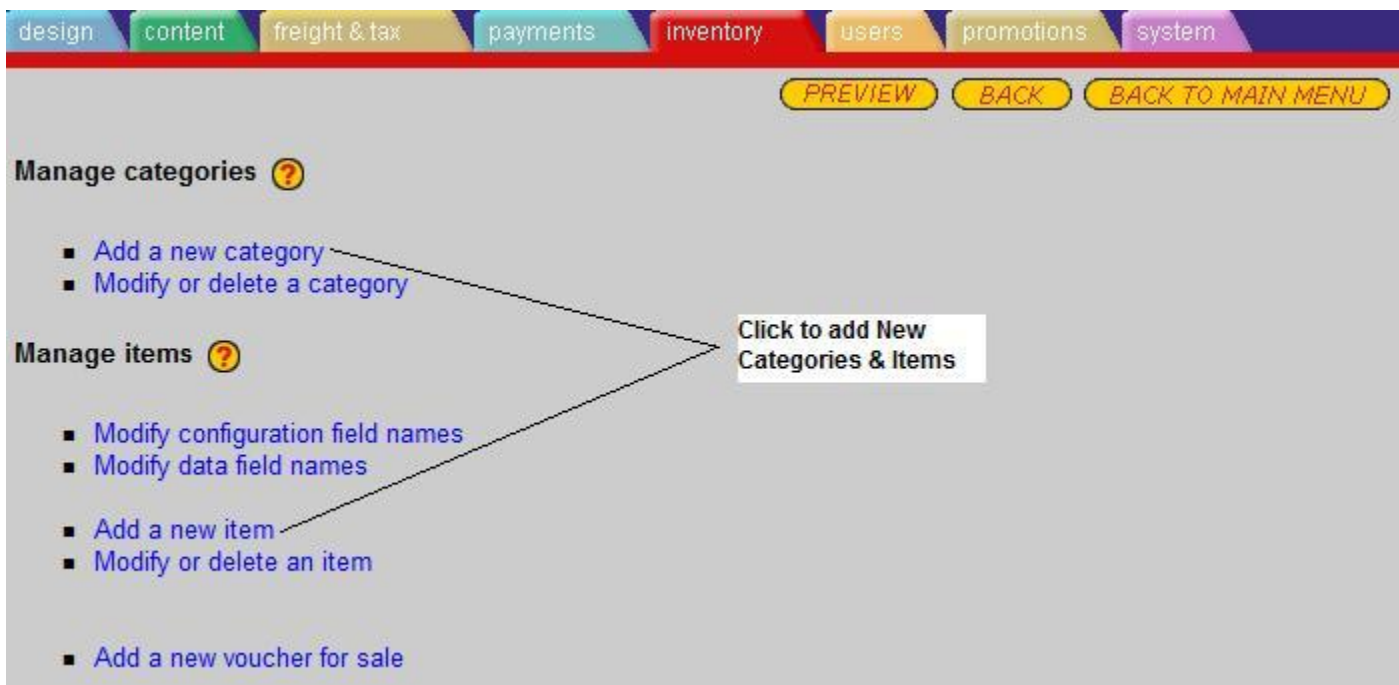 design content freight & tax payments inventory users promotions system
PREVIEW BACK BACK TO MAIN MENU
Manage categories ?
Add a new category
Modify or delete a category
Click to add New
Categories & Items
Manage items ?
Modify configuration field names
Modify data field names
Add a new item
Modify or delete an item
Add a new voucher for sale